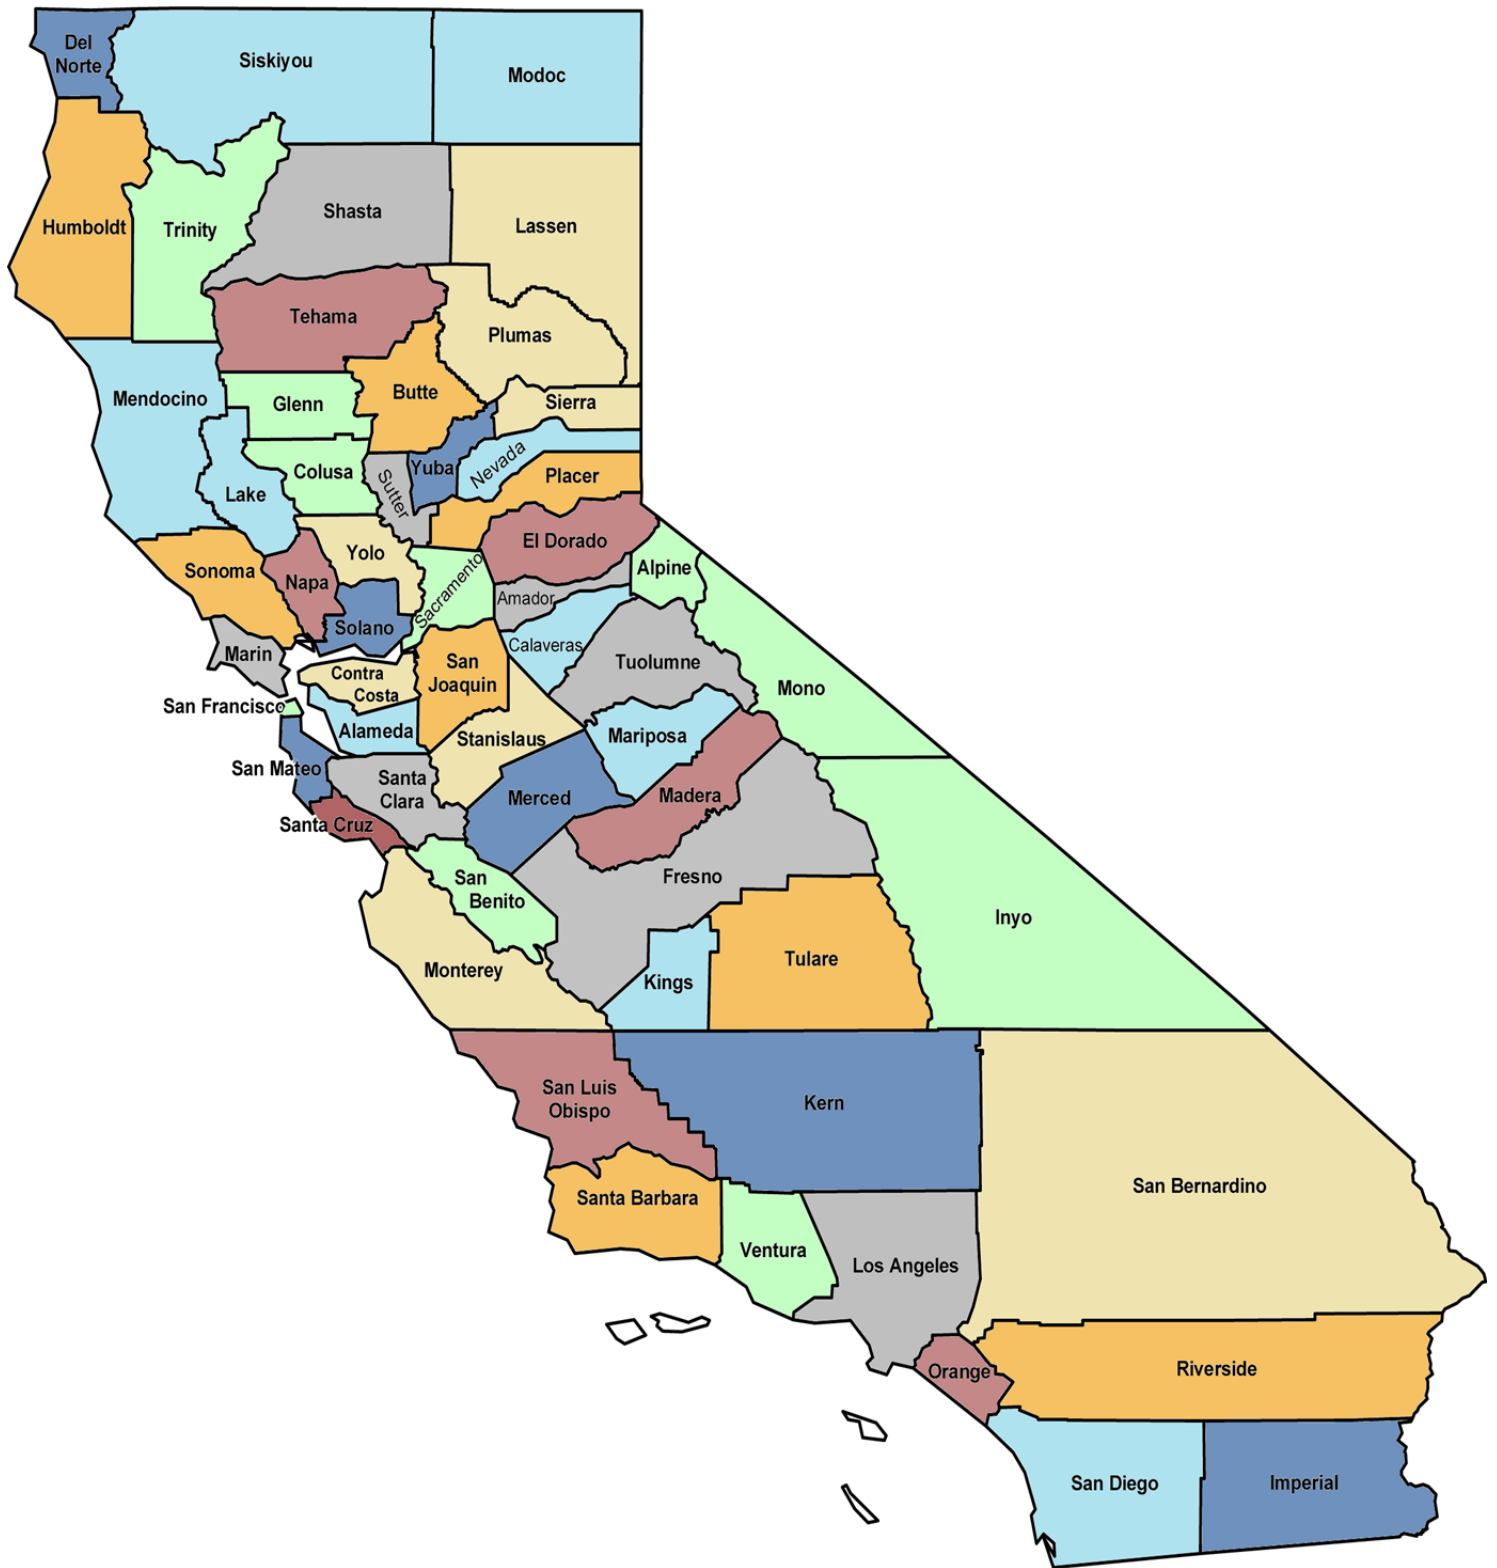 Del
Norte
Siskiyou
Modoc
Humboldt
Trinity
Shasta
Lassen
Tehama
Plumas
Mendocino
Glenn
Butte
Sierra
Colusa
Sutter
Yuba
Nevada
Placer
Lake
Yolo
El Dorado
Sonoma
Napa
Sacramento
Alpine
Amador
Solano
Calaveras
Marin
Contra
Costa
San
Joaquin
Tuolumne
Mono
San Francisco
Alameda
Stanislaus
Mariposa
San Mateo
Santa
Clara
Merced
Madera
Santa Cruz
San
Benito
Fresno
Inyo
Monterey
Kings
Tulare
San Luis
Obispo
Kern
San Bernardino
Santa Barbara
Ventura
Los Angeles
Orange
Riverside
San Diego
Imperial